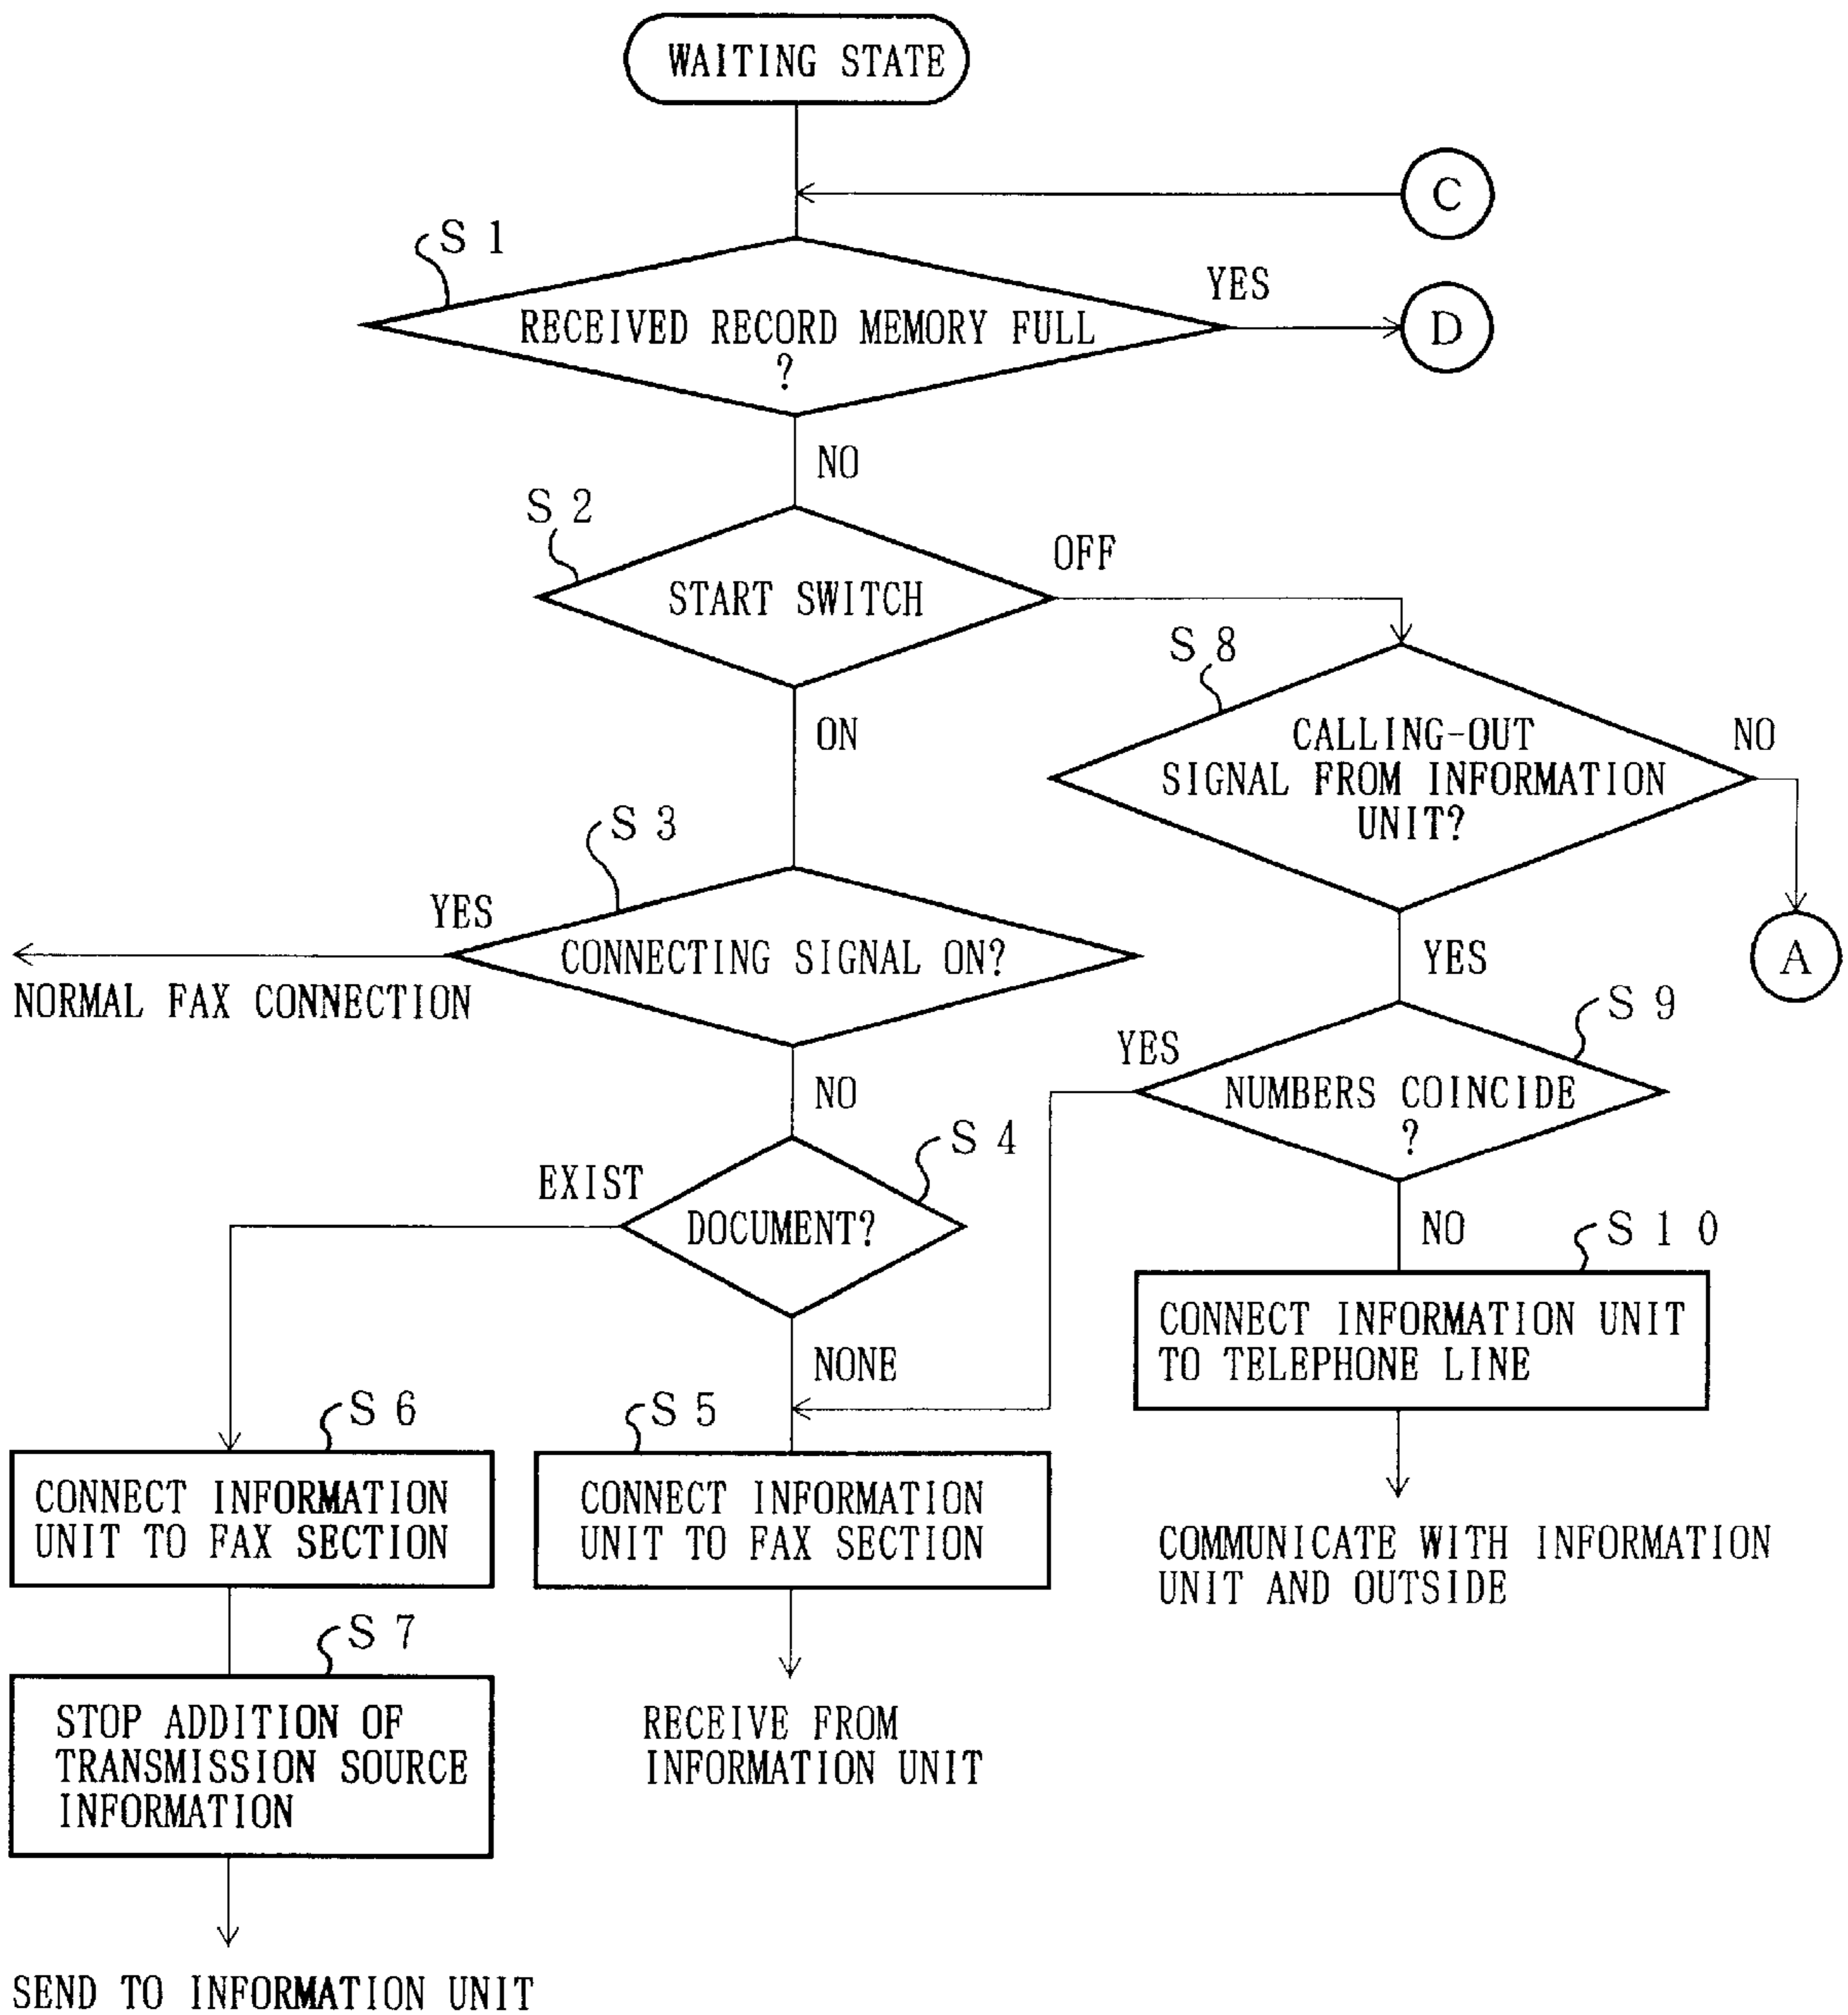 WAITING STATE
C
S 1
YES
RECEIVED RECORD MEMORY FULL
?
D
NO
S 2
OFF
START SWITCH
S 8
ON
CALLING-OUT
SIGNAL FROM INFORMATION
UNIT?
NO
S 3
YES
CONNECTING SIGNAL ON?
NORMAL FAX CONNECTION
YES
A
S 9
YES
NUMBERS COINCIDE
?
NO
S 4
EXIST
DOCUMENT?
NO
S 1 0
CONNECT INFORMATION UNIT
TO TELEPHONE LINE
NONE
S 6
S 5
CONNECT INFORMATION
UNIT TO FAX SECTION
CONNECT INFORMATION
UNIT TO FAX SECTION
COMMUNICATE WITH INFORMATION
UNIT AND OUTSIDE
S 7
STOP ADDITION OF
TRANSMISSION SOURCE
INFORMATION
RECEIVE FROM
INFORMATION UNIT
SEND TO INFORMATION UNIT